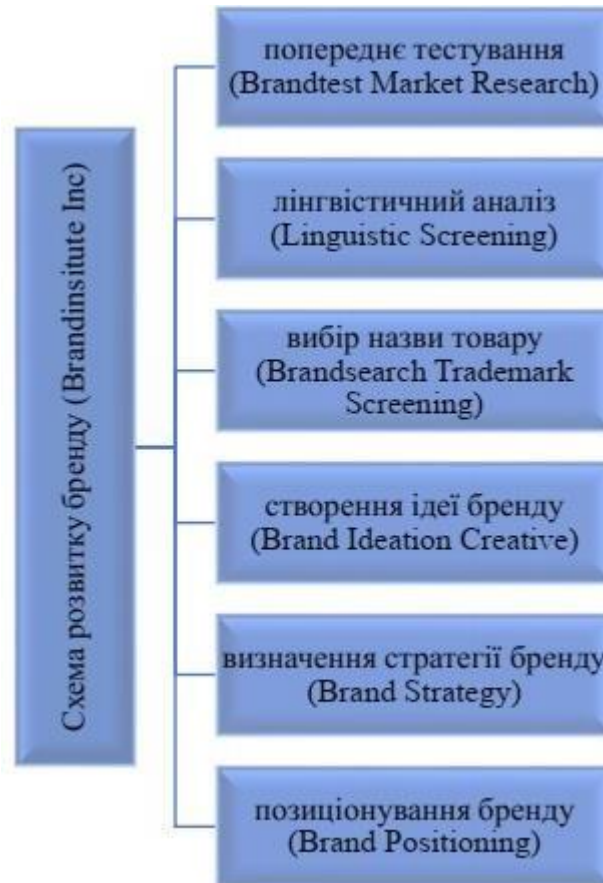 Схема розвитку бренду (Brandinsitute Inc)
попереднє тестування
(Brandtest Market Research)
лінгвістичний аналіз
(Linguistic Screening)
вибір назви товару
(Brandsearch Trademark
Screening)
створення ідеї бренду
(Brand Ideation Creative)
визначення стратегії бренду
(Brand Strategy)
позиціонування бренду
(Brand Positioning)